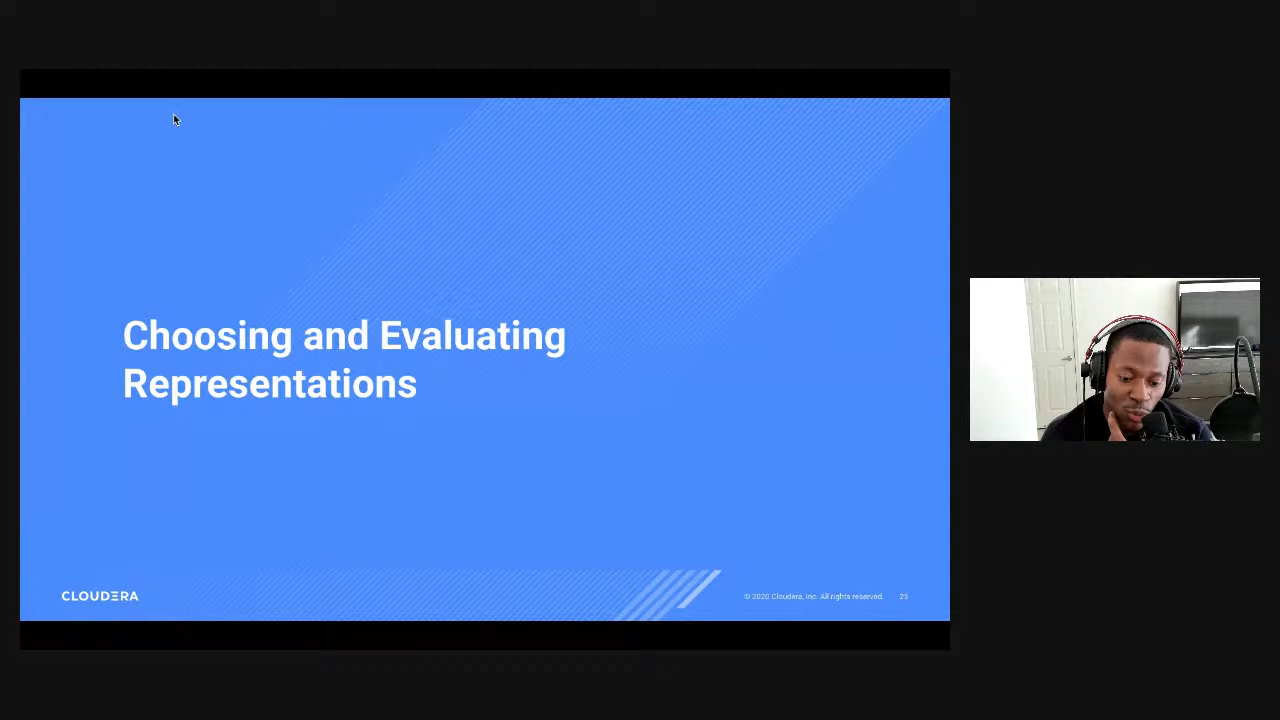 Choosing and Evaluating
Representations
CLOUDERA
© 2020 Cloudera, Inc. All rights reserved. 25